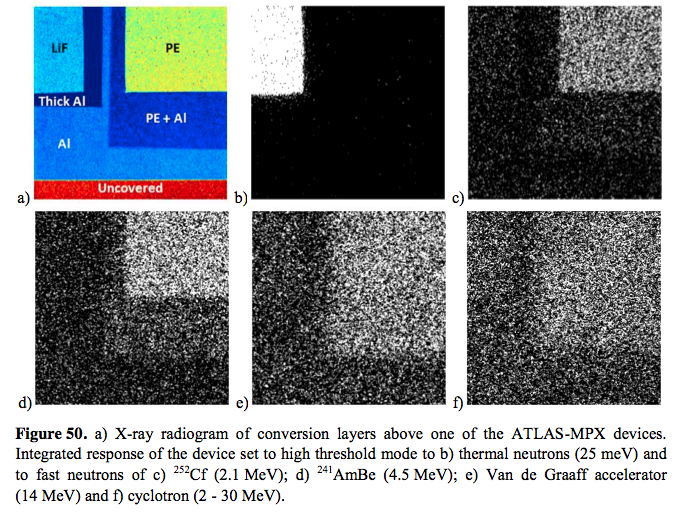 LiF
PE
Thick Al
PE + Al
Al
Uncovered
a)
b)
c)
d)
e)
f)
Figure 50. a) X-ray radiogram of conversion layers above one of the ATLAS-MPX devices.
Integrated response of the device set to high threshold mode to b) thermal neutrons (25 meV) and
to fast neutrons of c) ²⁵²Cf (2.1 MeV); d) ²⁴¹AmBe (4.5 MeV); e) Van de Graaff accelerator
(14 MeV) and f) cyclotron (2 - 30 MeV).